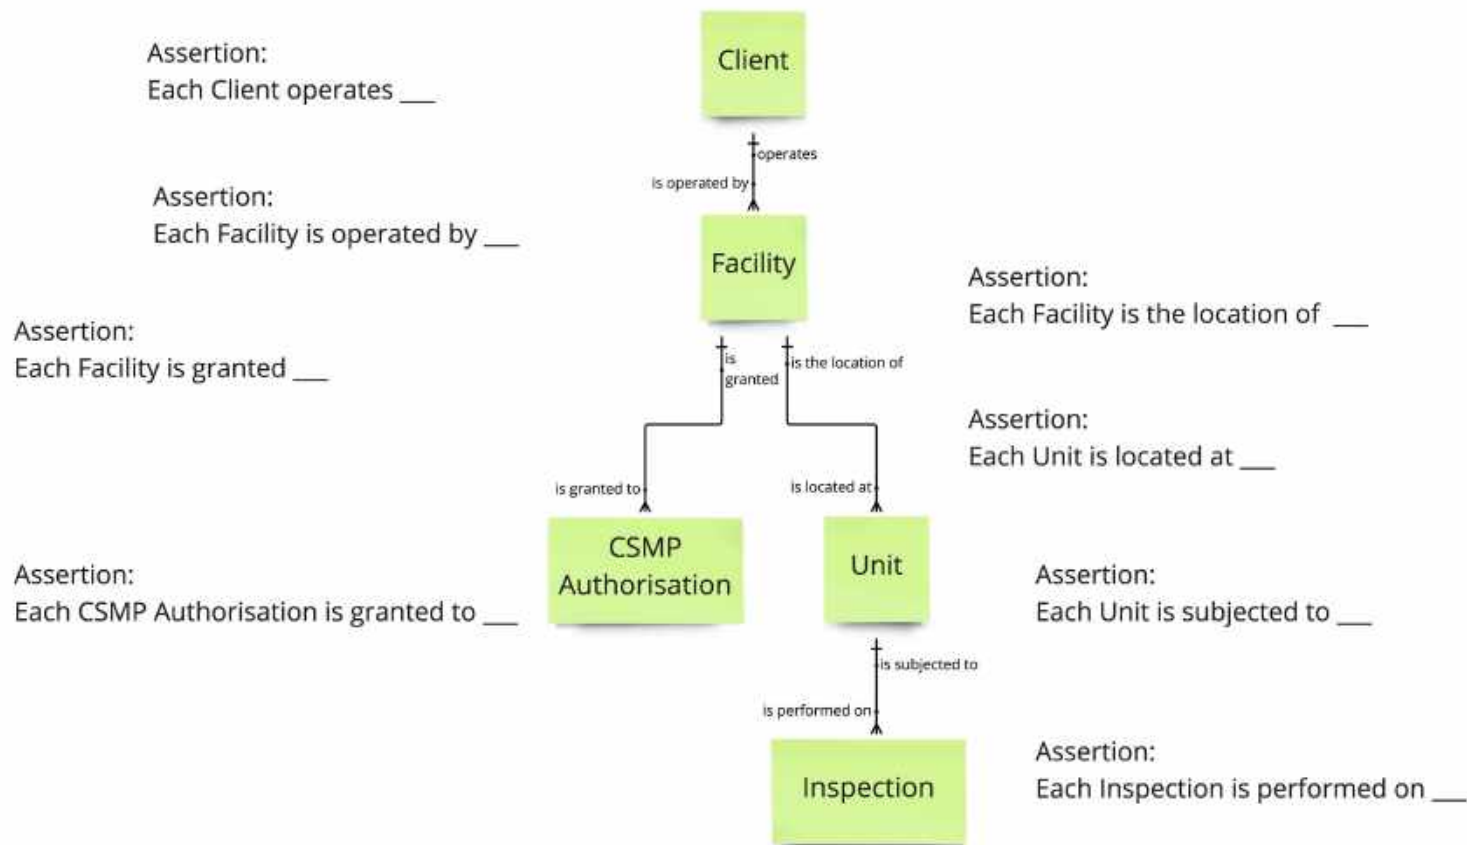 Client
Assertion:
Each Client operates ___
operates
is operated by
Assertion:
Each Facility is operated by ___
Facility
Assertion:
Each Facility is the location of ___
Assertion:
Each Facility is granted ___
is
granted
is the location of
Assertion:
Each Unit is located at ___
is granted to
is located at
CSMP
Authorisation
Unit
Assertion:
Each CSMP Authorisation is granted to ___
Assertion:
Each Unit is subjected to ___
is subjected to
is performed on
Inspection
Assertion:
Each Inspection is performed on ___